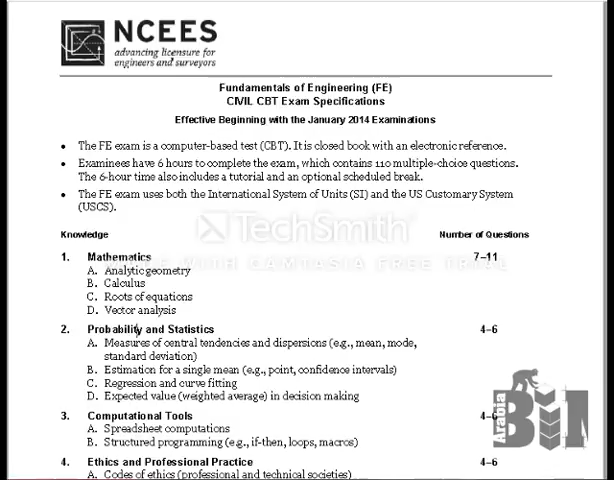 NCEES
advancing licensure for
engineers and surveyors
Fundamentals of Engineering (FE)
CIVIL CBT Exam Specifications
Effective Beginning with the January 2014 Examinations
• The FE exam is a computer-based test (CBT). It is closed book with an electronic reference.
• Examinees have 6 hours to complete the exam, which contains 110 multiple-choice questions.
The 6-hour time also includes a tutorial and an optional scheduled break.
• The FE exam uses both the International System of Units (SI) and the US Customary System
(USCS).
TechSmith
Knowledge Number of Questions
MADE WITH CAMTASIA FREE TRIAL
1. Mathematics 7–11
A. Analytic geometry
B. Calculus
C. Roots of equations
D. Vector analysis
2. Probability and Statistics 4–6
A. Measures of central tendencies and dispersions (e.g., mean, mode,
standard deviation)
B. Estimation for a single mean (e.g., point, confidence intervals)
C. Regression and curve fitting
D. Expected value (weighted average) in decision making
3. Computational Tools 4–6
A. Spreadsheet computations
B. Structured programming (e.g., if-then, loops, macros)
BIM
Arabia
4. Ethics and Professional Practice 4–6
A. Codes of ethics (professional and technical societies)